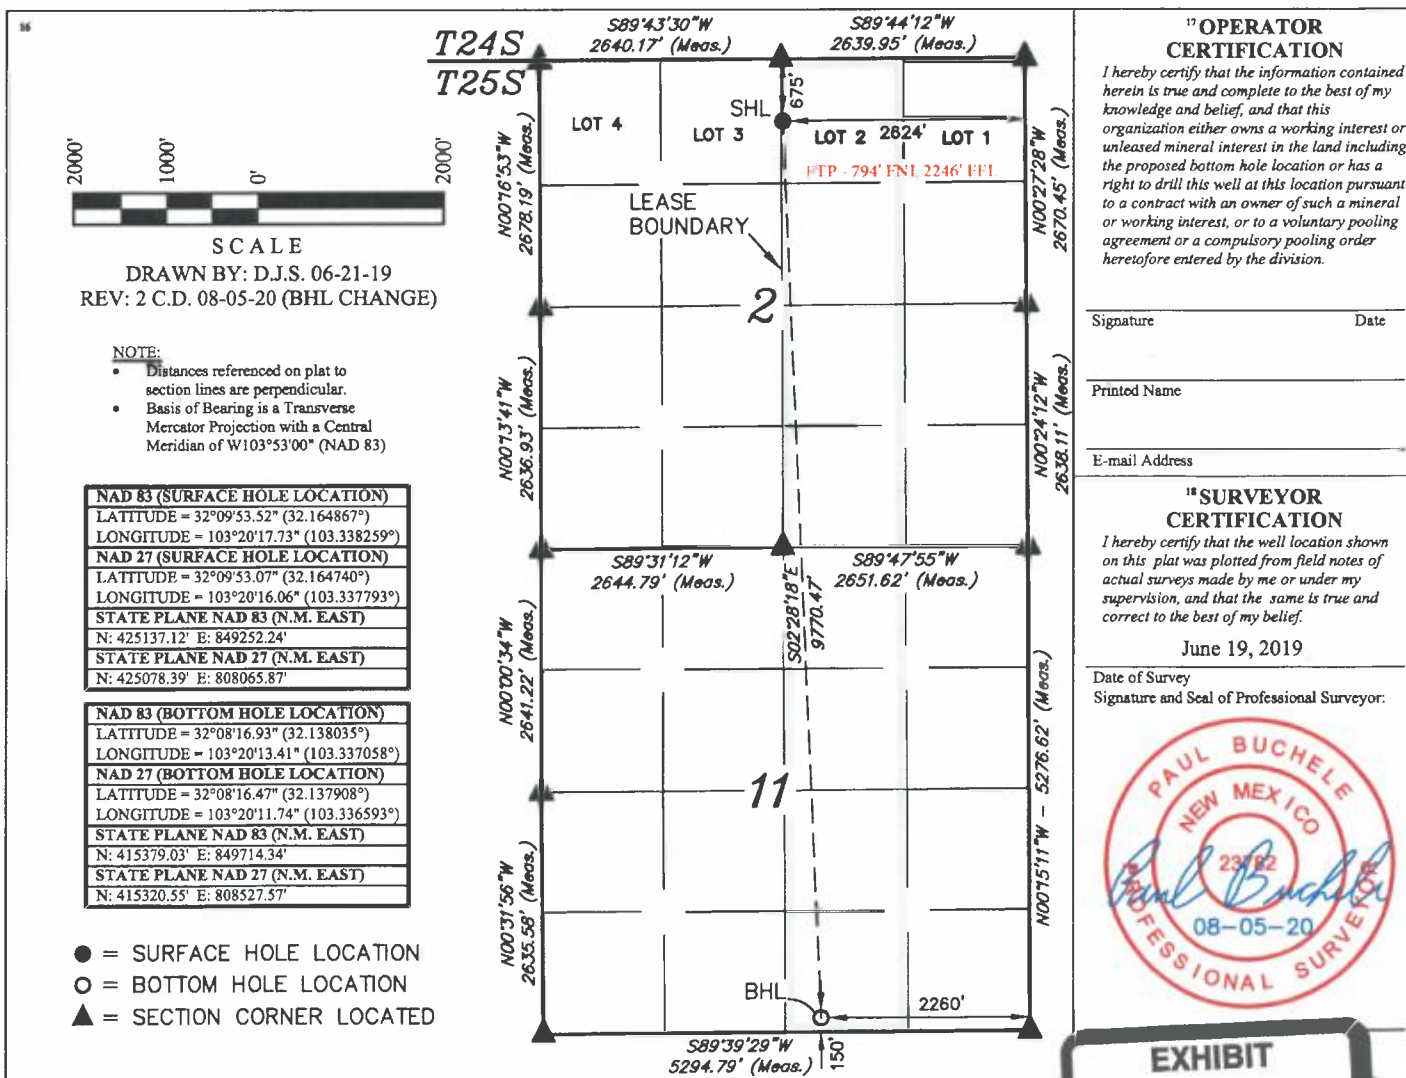 16
T24S
T25S
S89°43'30"W
2640.17' (Meas.)
S89°44'12"W
2639.95' (Meas.)
675'
SHL
LOT 4
LOT 3
LOT 2
2624'
LOT 1
FTP - 794' FNL 2246' FEL
N00°16'53"W
2678.19' (Meas.)
N00°27'28"W
2670.45' (Meas.)
LEASE
BOUNDARY
2
N00°13'41"W
2636.93' (Meas.)
N00°24'12"W
2638.11' (Meas.)
S89°31'12"W
2644.79' (Meas.)
S89°47'55"W
2651.62' (Meas.)
S02°28'18"E
9770.47'
N00°00'34"W
2641.22' (Meas.)
11
N00°15'11"W - 5276.62' (Meas.)
N00°31'56"W
2635.58' (Meas.)
BHL
2260'
S89°39'29"W
5294.79' (Meas.)
150'
2000'
1000'
0'
2000'
SCALE
DRAWN BY: D.J.S. 06-21-19
REV: 2 C.D. 08-05-20 (BHL CHANGE)
NOTE:
• Distances referenced on plat to
section lines are perpendicular.
• Basis of Bearing is a Transverse
Mercator Projection with a Central
Meridian of W103°53'00" (NAD 83)
NAD 83 (SURFACE HOLE LOCATION)
LATITUDE = 32°09'53.52" (32.164867°)
LONGITUDE = 103°20'17.73" (103.338259°)
NAD 27 (SURFACE HOLE LOCATION)
LATITUDE = 32°09'53.07" (32.164740°)
LONGITUDE = 103°20'16.06" (103.337793°)
STATE PLANE NAD 83 (N.M. EAST)
N: 425137.12' E: 849252.24'
STATE PLANE NAD 27 (N.M. EAST)
N: 425078.39' E: 808065.87'
NAD 83 (BOTTOM HOLE LOCATION)
LATITUDE = 32°08'16.93" (32.138035°)
LONGITUDE = 103°20'13.41" (103.337058°)
NAD 27 (BOTTOM HOLE LOCATION)
LATITUDE = 32°08'16.47" (32.137908°)
LONGITUDE = 103°20'11.74" (103.336593°)
STATE PLANE NAD 83 (N.M. EAST)
N: 415379.03' E: 849714.34'
STATE PLANE NAD 27 (N.M. EAST)
N: 415320.55' E: 808527.57'
● = SURFACE HOLE LOCATION
○ = BOTTOM HOLE LOCATION
▲ = SECTION CORNER LOCATED
17 OPERATOR
CERTIFICATION
I hereby certify that the information contained
herein is true and complete to the best of my
knowledge and belief, and that this
organization either owns a working interest or
unleased mineral interest in the land including
the proposed bottom hole location or has a
right to drill this well at this location pursuant
to a contract with an owner of such a mineral
or working interest, or to a voluntary pooling
agreement or a compulsory pooling order
heretofore entered by the division.
Signature Date
Printed Name
E-mail Address
18 SURVEYOR
CERTIFICATION
I hereby certify that the well location shown
on this plat was plotted from field notes of
actual surveys made by me or under my
supervision, and that the same is true and
correct to the best of my belief.
June 19, 2019
Date of Survey
Signature and Seal of Professional Surveyor:
PAUL BUCHELE
NEW MEXICO
23782
Paul Buchele
08-05-20
PROFESSIONAL SURVEYOR
EXHIBIT